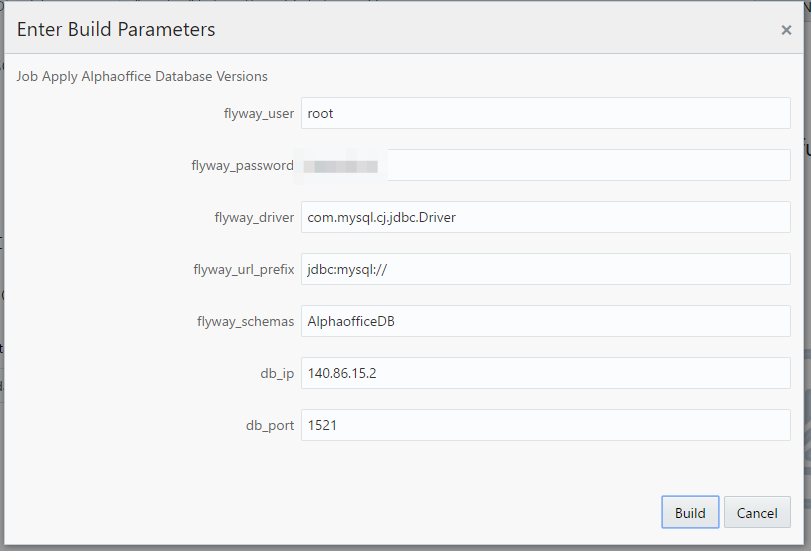 Enter Build Parameters
×
Job Apply Alphaoffice Database Versions
flyway_user root
flyway_password
flyway_driver com.mysql.cj.jdbc.Driver
flyway_url_prefix jdbc:mysql://
flyway_schemas AlphaofficeDB
db_ip 140.86.15.2
db_port 1521
Build Cancel